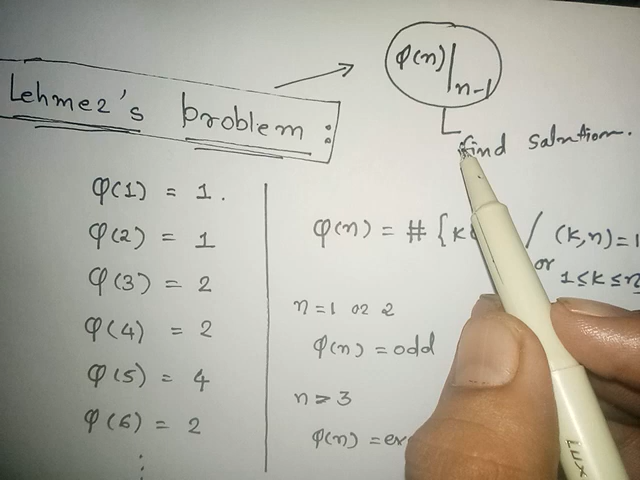 Lehmer's problem :
φ(n) | n-1
find solution.
φ(1) = 1.
φ(2) = 1
φ(3) = 2
φ(4) = 2
φ(5) = 4
φ(6) = 2
⋮
φ(n) = # {k / (k,n)=1
or 1≤k≤n
n=1 or 2
φ(n) = odd
n ≥ 3
φ(n) =
LUX